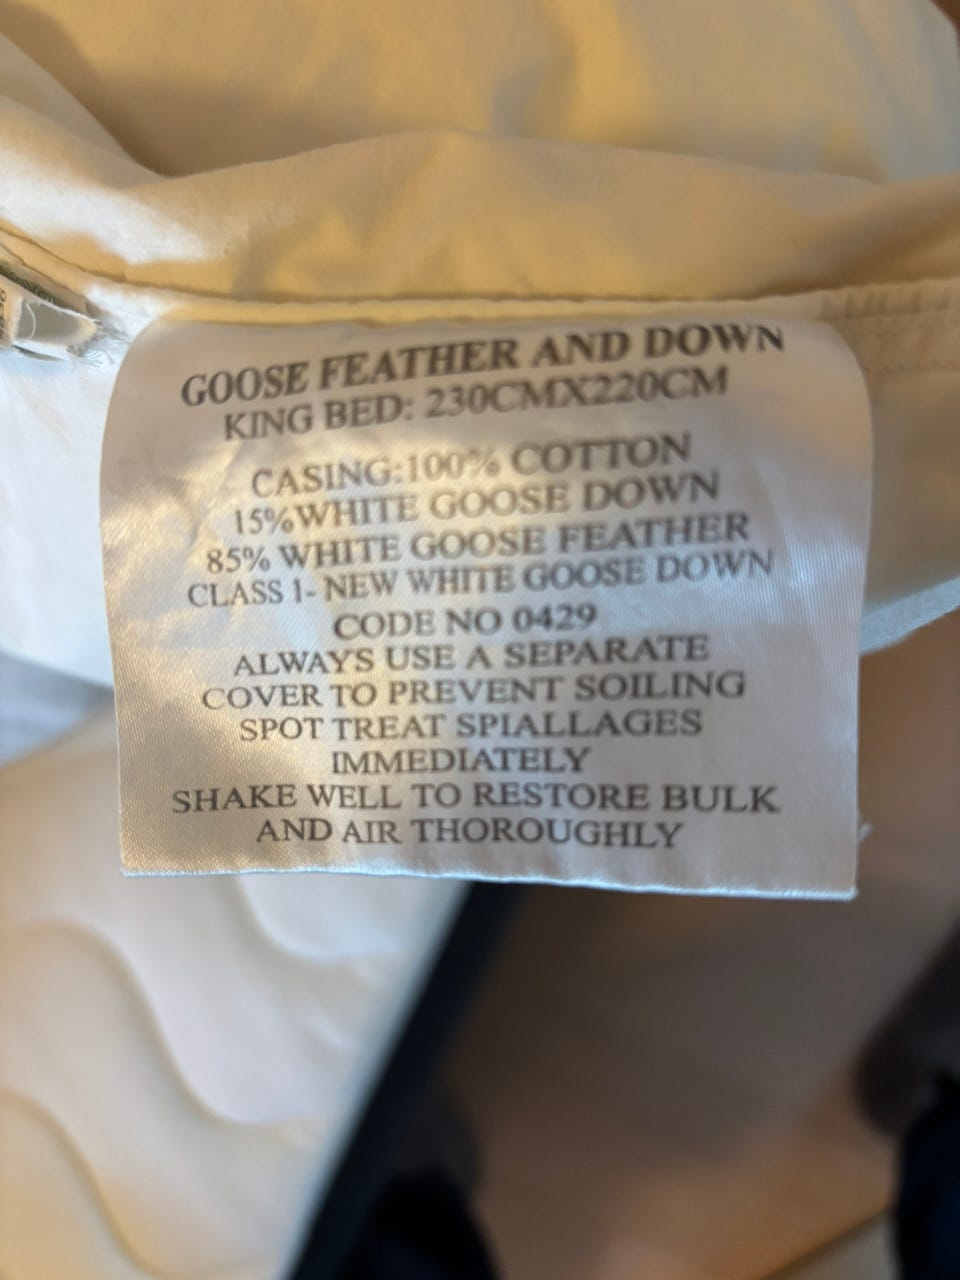 GOOSE FEATHER AND DOWN
KING BED: 230CMX220CM
CASING:100% COTTON
15%WHITE GOOSE DOWN
85% WHITE GOOSE FEATHER
CLASS 1- NEW WHITE GOOSE DOWN
CODE NO 0429
ALWAYS USE A SEPARATE
COVER TO PREVENT SOILING
SPOT TREAT SPIALLAGES
IMMEDIATELY
SHAKE WELL TO RESTORE BULK
AND AIR THOROUGHLY